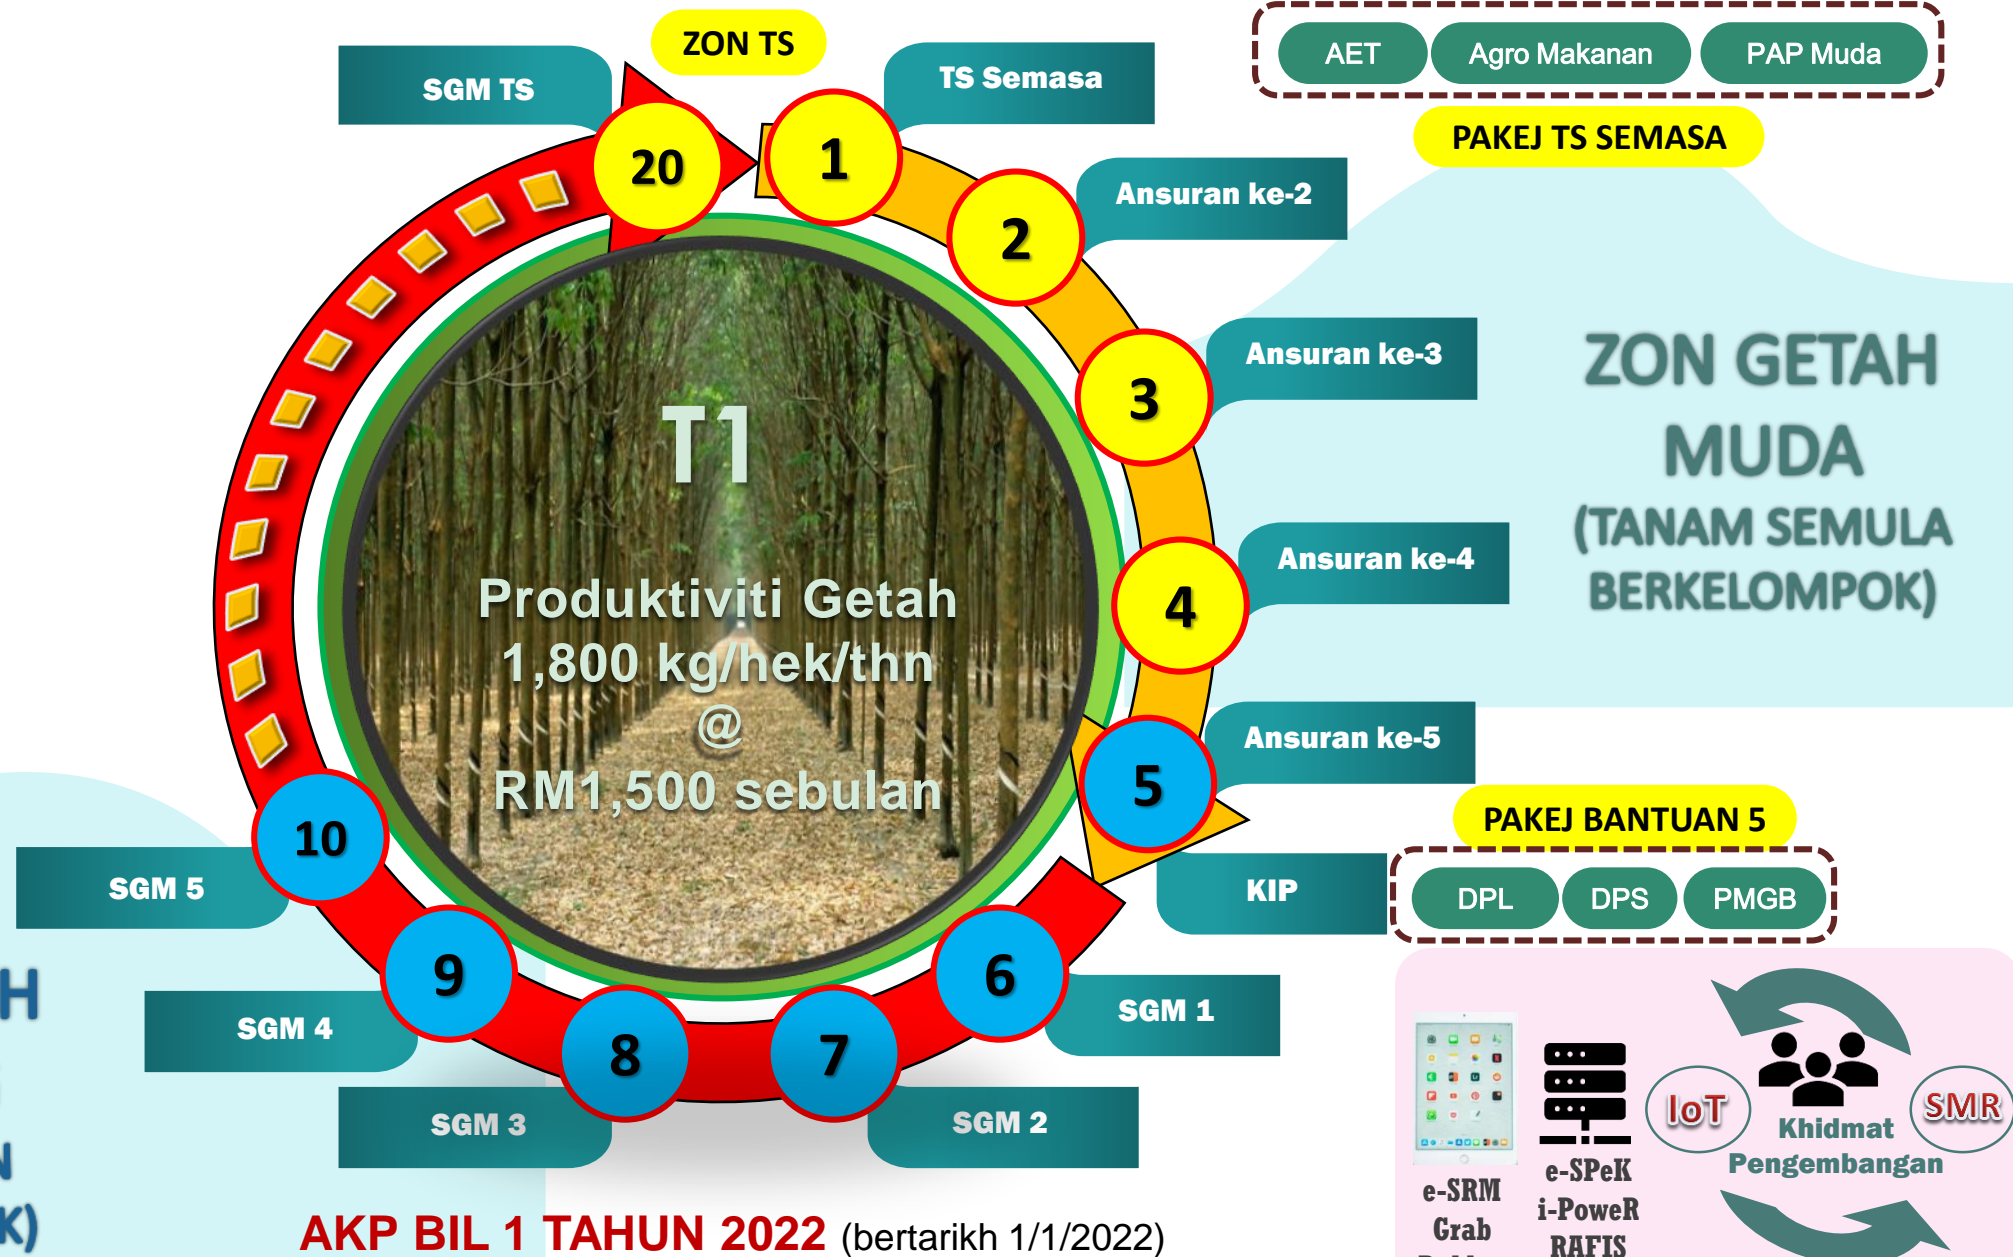 ZON TS
SGM TS
TS Semasa
AET
Agro Makanan
PAP Muda
PAKEJ TS SEMASA
20
1
Ansuran ke-2
2
Ansuran ke-3
3
ZON GETAH
MUDA
(TANAM SEMULA
BERKELOMPOK)
T1
Produktiviti Getah
1,800 kg/hek/thn
@
RM1,500 sebulan
Ansuran ke-4
4
Ansuran ke-5
5
PAKEJ BANTUAN 5
KIP
DPL
DPS
PMGB
10
SGM 5
9
SGM 4
8
SGM 3
7
SGM 2
6
SGM 1
H
N
K)
IoT
SMR
Khidmat
Pengembangan
e-SRM
Grab
e-SPeK
i-PoweR
RAFIS
AKP BIL 1 TAHUN 2022 (bertarikh 1/1/2022)